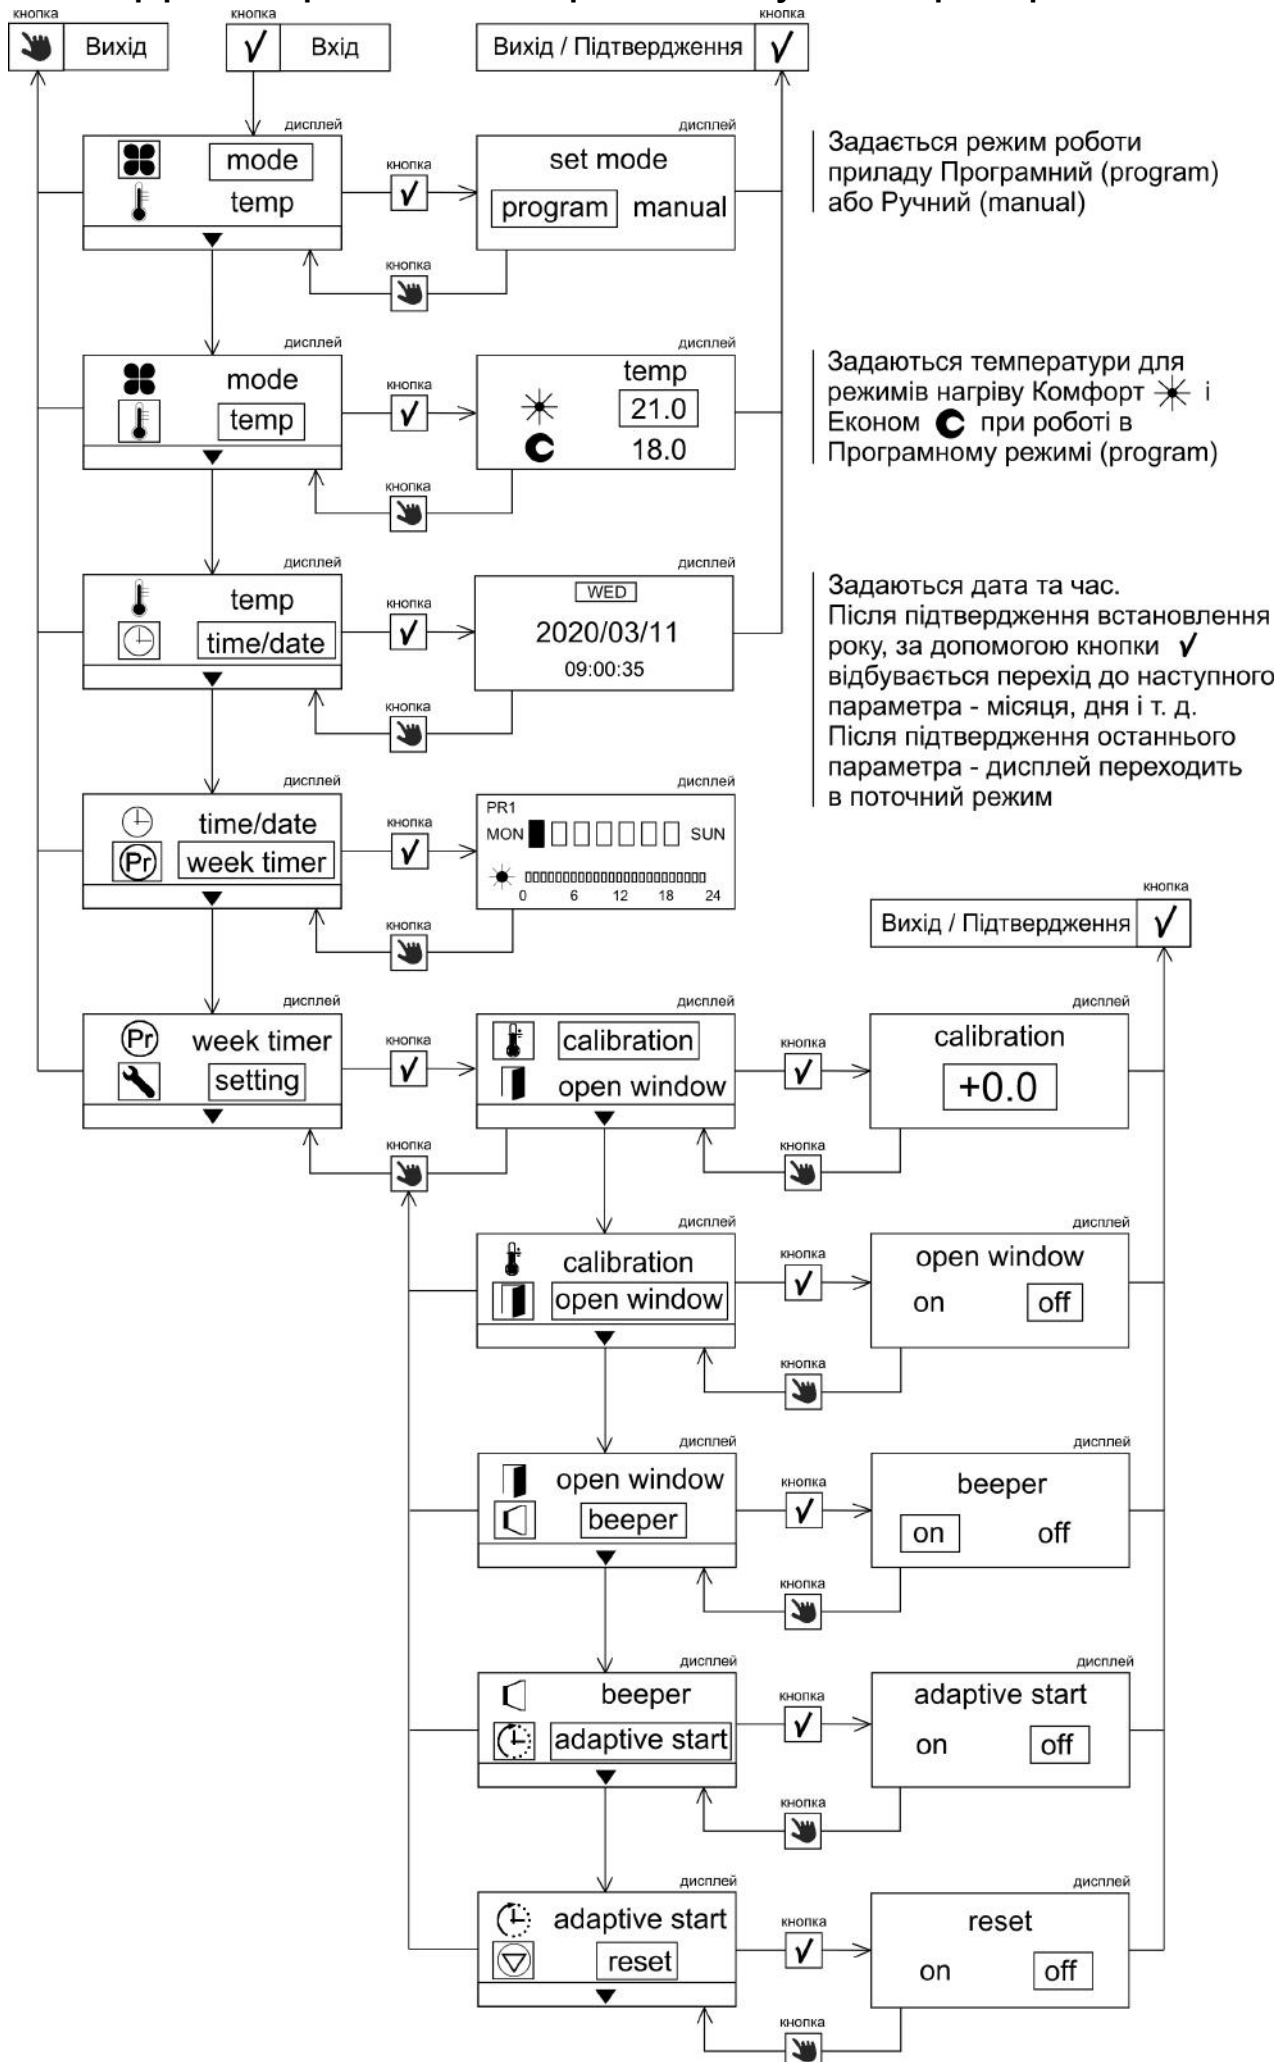 кнопка
кнопка
кнопка
Вихід
Вхід
Вихід / Підтвердження
дисплей
mode
temp
кнопка
дисплей
set mode
program manual
кнопка
Задається режим роботи
приладу Програмний (program)
або Ручний (manual)
дисплей
mode
temp
кнопка
дисплей
temp
21.0
18.0
кнопка
Задаються температури для
режимів нагріву Комфорт і
Економ при роботі в
Програмному режимі (program)
дисплей
temp
time/date
кнопка
дисплей
WED
2020/03/11
09:00:35
кнопка
Задаються дата та час.
Після підтвердження встановлення
року, за допомогою кнопки √
відбувається перехід до наступного
параметра - місяця, дня і т. д.
Після підтвердження останнього
параметра - дисплей переходить
в поточний режим
дисплей
time/date
Pr week timer
кнопка
дисплей
PR1
MON SUN
0 6 12 18 24
кнопка
кнопка
Вихід / Підтвердження
дисплей
Pr week timer
setting
кнопка
дисплей
calibration
open window
кнопка
дисплей
calibration
+0.0
кнопка
кнопка
дисплей
calibration
open window
кнопка
дисплей
open window
on off
кнопка
дисплей
open window
beeper
кнопка
дисплей
beeper
on off
кнопка
дисплей
beeper
adaptive start
кнопка
дисплей
adaptive start
on off
кнопка
дисплей
adaptive start
reset
кнопка
дисплей
reset
on off
кнопка